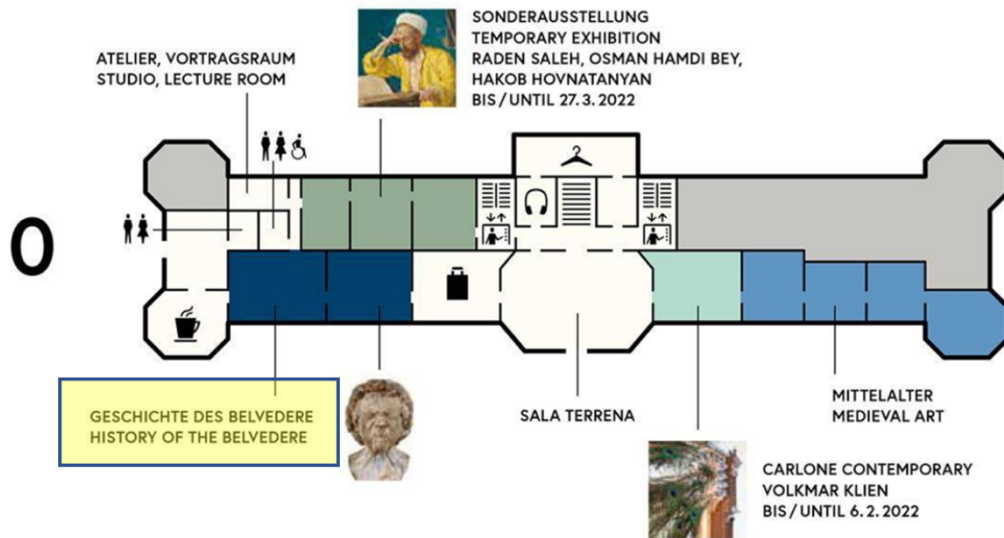 SONDERAUSSTELLUNG
TEMPORARY EXHIBITION
RADEN SALEH, OSMAN HAMDI BEY,
HAKOB HOVNATANYAN
BIS / UNTIL 27. 3. 2022
ATELIER, VORTRAGSRAUM
STUDIO, LECTURE ROOM
0
GESCHICHTE DES BELVEDERE
HISTORY OF THE BELVEDERE
SALA TERRENA
MITTELALTER
MEDIEVAL ART
CARLONE CONTEMPORARY
VOLKMAR KLIEN
BIS / UNTIL 6. 2. 2022